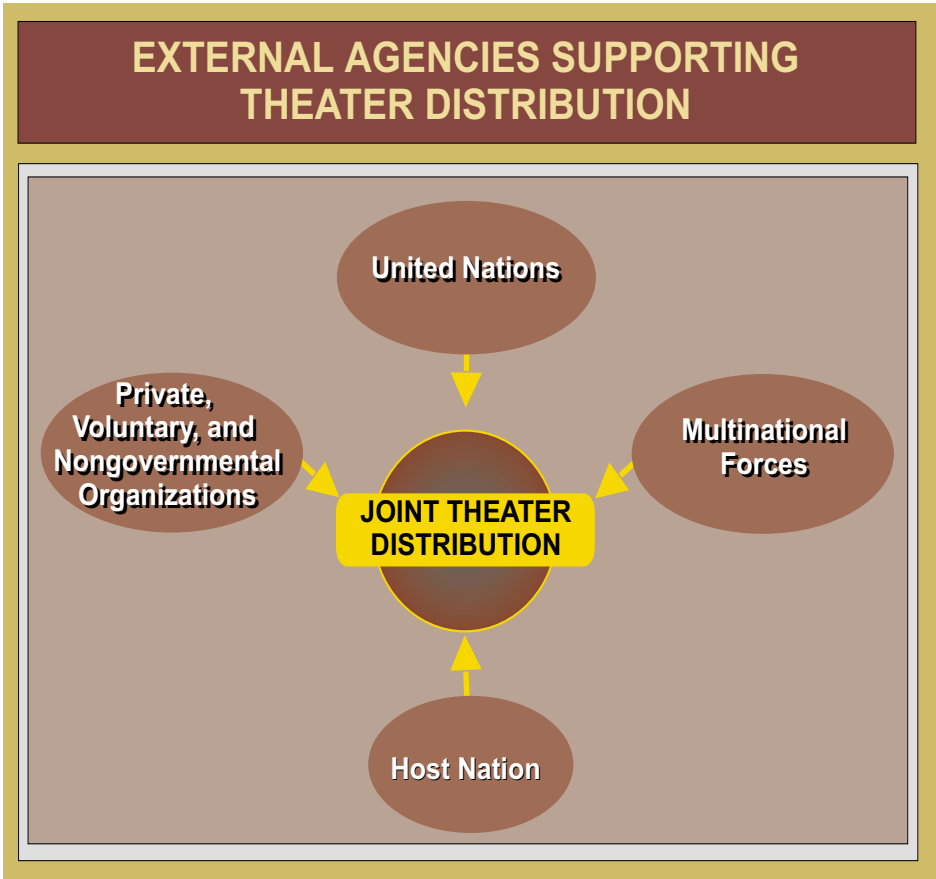 EXTERNAL AGENCIES SUPPORTING
THEATER DISTRIBUTION
United Nations
Private,
Voluntary, and
Nongovernmental
Organizations
Multinational
Forces
JOINT THEATER
DISTRIBUTION
Host Nation